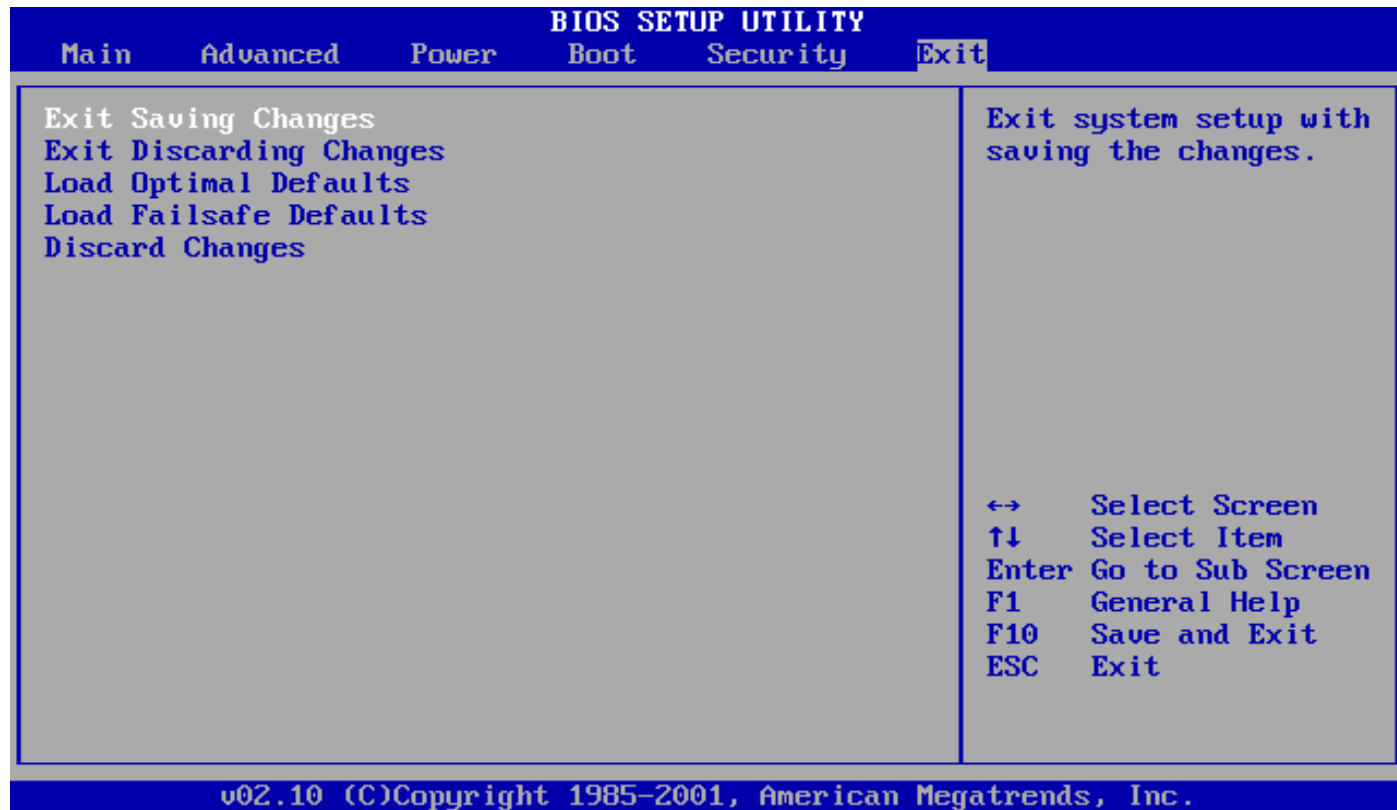 BIOS SETUP UTILITY
Main Advanced Power Boot Security Exit
Exit Saving Changes
Exit Discarding Changes
Load Optimal Defaults
Load Failsafe Defaults
Discard Changes
Exit system setup with
saving the changes.
←→ Select Screen
↑↓ Select Item
Enter Go to Sub Screen
F1 General Help
F10 Save and Exit
ESC Exit
v02.10 (C)Copyright 1985-2001, American Megatrends, Inc.